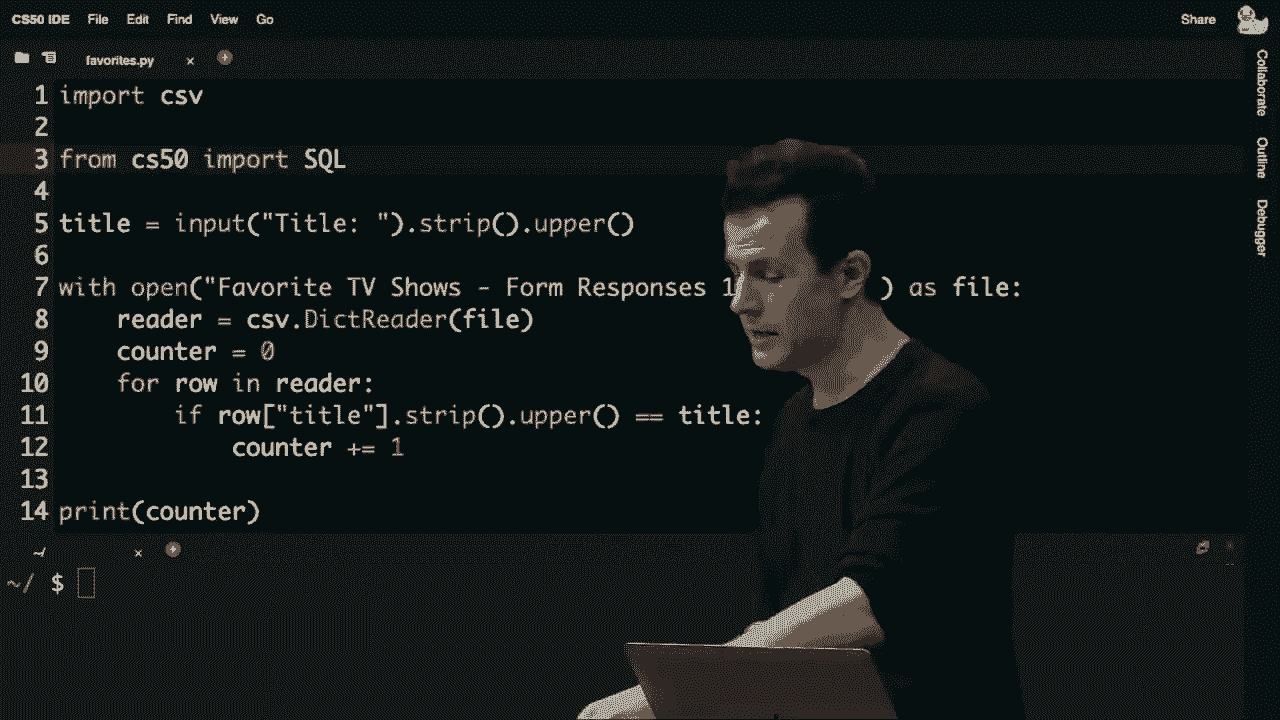 CS50 IDE File Edit Find View Go Share
favorites.py
1 import csv
2
3 from cs50 import SQL
4
5 title = input("Title: ").strip().upper()
6
7 with open("Favorite TV Shows - Form Responses 1 ) as file:
8 reader = csv.DictReader(file)
9 counter = 0
10 for row in reader:
11 if row["title"].strip().upper() == title:
12 counter += 1
13
14 print(counter)
~/
~/ $
Collaborate
Outline
Debugger